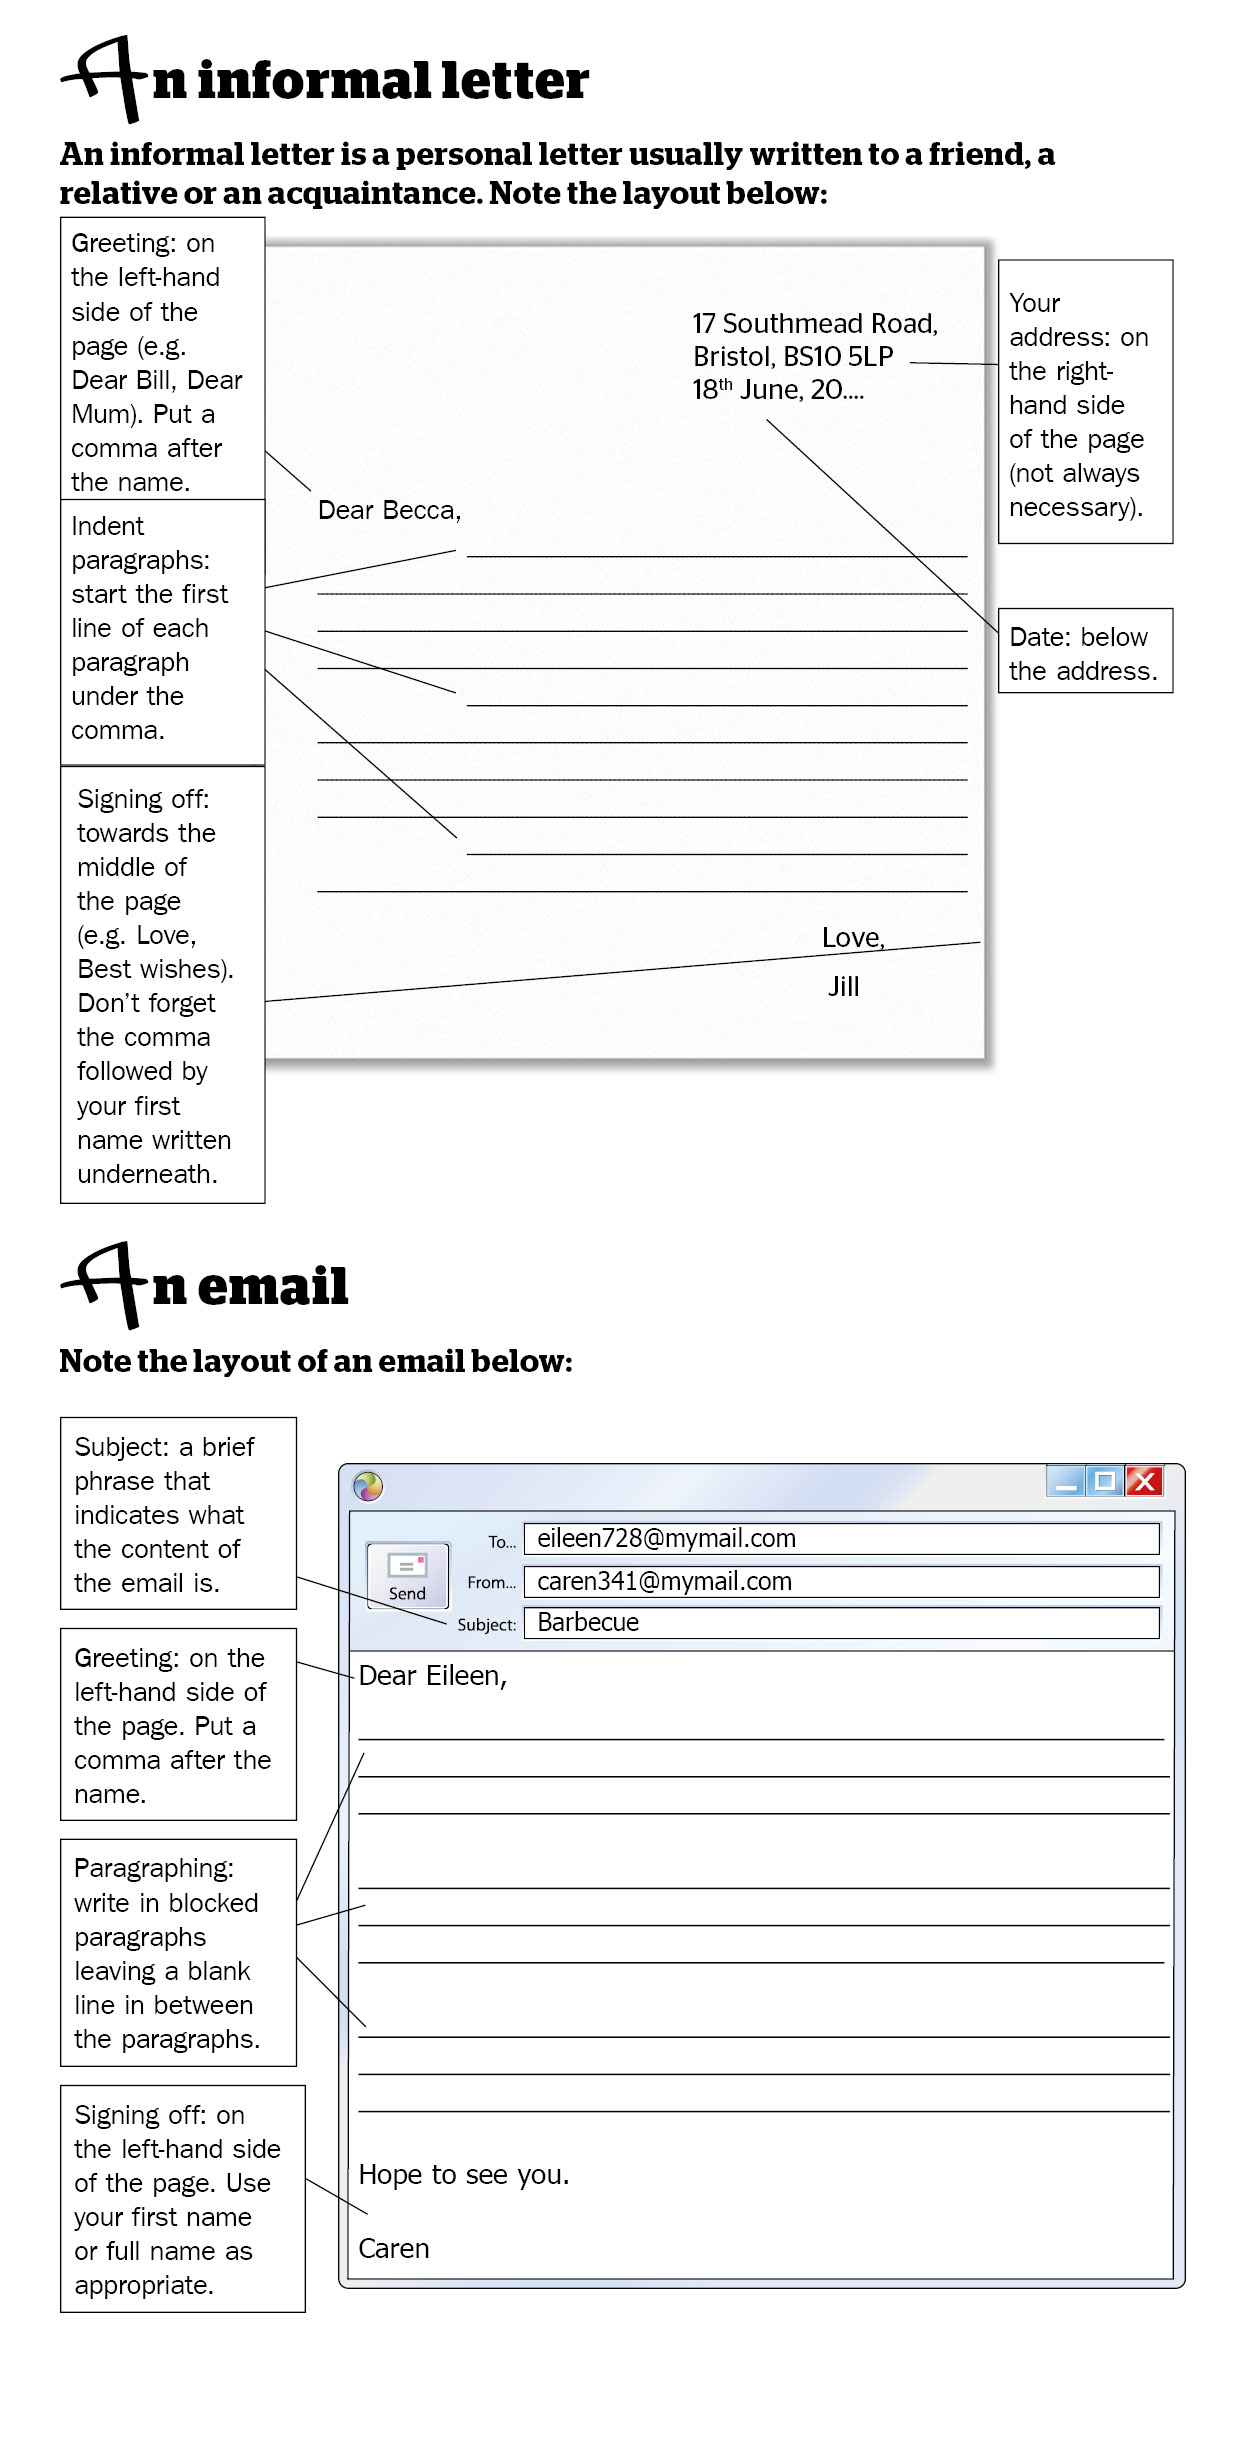 An informal letter
An informal letter is a personal letter usually written to a friend, a
relative or an acquaintance. Note the layout below:
Greeting: on
the left-hand
side of the
page (e.g.
Dear Bill, Dear
Mum). Put a
comma after
the name.
Indent
paragraphs:
start the first
line of each
paragraph
under the
comma.
Signing off:
towards the
middle of
the page
(e.g. Love,
Best wishes).
Don't forget
the comma
followed by
your first
name written
underneath.
17 Southmead Road,
Bristol, BS10 5LP
18th June, 20....
Dear Becca,
Love,
Jill
Your
address: on
the right-
hand side
of the page
(not always
necessary).
Date: below
the address.
An email
Note the layout of an email below:
Subject: a brief
phrase that
indicates what
the content of
the email is.
Greeting: on the
left-hand side of
the page. Put a
comma after the
name.
Paragraphing:
write in blocked
paragraphs
leaving a blank
line in between
the paragraphs.
Signing off: on
the left-hand side
of the page. Use
your first name
or full name as
appropriate.
Send
To... eileen728@mymail.com
From... caren341@mymail.com
Subject: Barbecue
Dear Eileen,
Hope to see you.
Caren